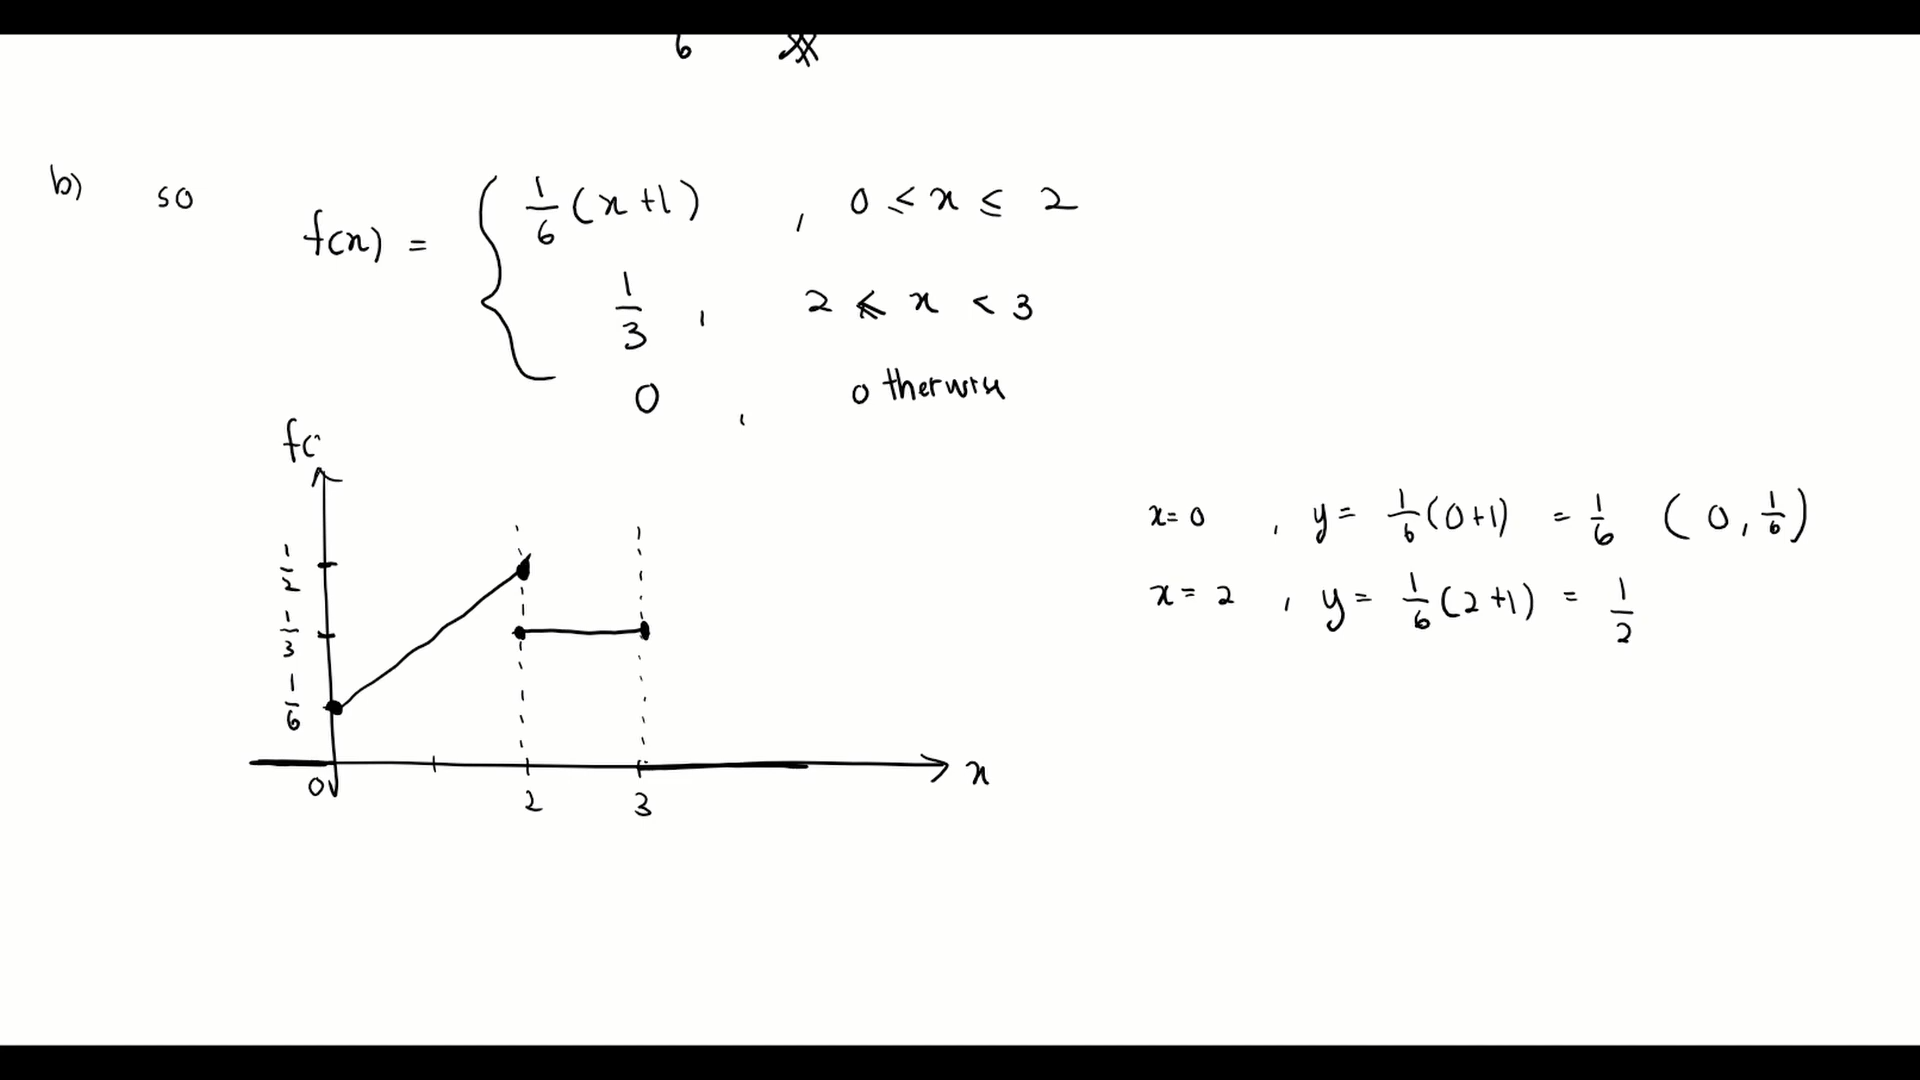 6
b) so f(x) = { 1/6 (x+1) , 0 ≤ x ≤ 2
1/3 , 2 ≤ x < 3
0 , otherwise
f(
1/2
1/3
1/6
0 2 3 x
x= 0 , y = 1/6 (0+1) = 1/6 ( 0, 1/6 )
x = 2 , y = 1/6 (2+1) = 1/2